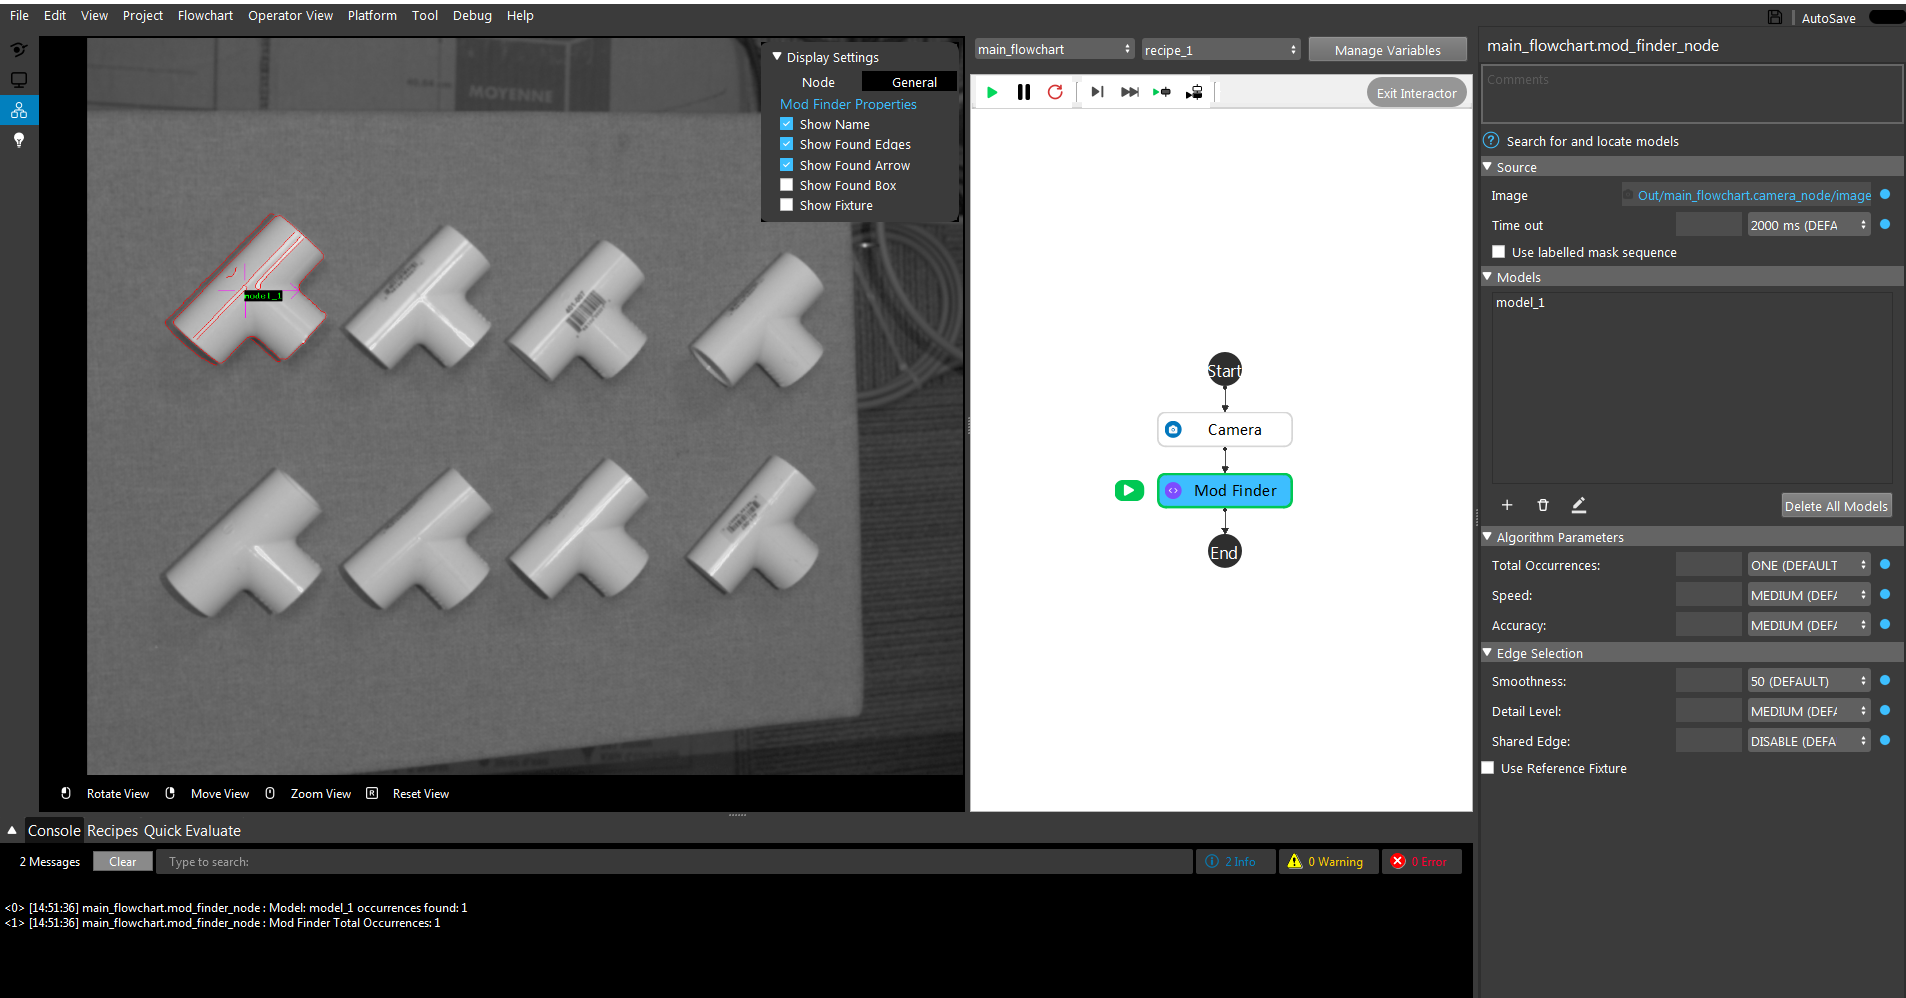 File Edit View Project Flowchart Operator View Platform Tool Debug Help
AutoSave
MOYENNE
model_1
Display Settings
Node General
Mod Finder Properties
Show Name
Show Found Edges
Show Found Arrow
Show Found Box
Show Fixture
Rotate View Move View Zoom View R Reset View
main_flowchart recipe_1 Manage Variables
Exit Interactor
Start
Camera
Mod Finder
End
main_flowchart.mod_finder_node
Comments
? Search for and locate models
Source
Image Out/main_flowchart.camera_node/image
Time out 2000 ms (DEFA
Use labelled mask sequence
Models
model_1
Delete All Models
Algorithm Parameters
Total Occurrences: ONE (DEFAULT
Speed: MEDIUM (DEFA
Accuracy: MEDIUM (DEFA
Edge Selection
Smoothness: 50 (DEFAULT)
Detail Level: MEDIUM (DEFA
Shared Edge: DISABLE (DEFA
Use Reference Fixture
Console Recipes Quick Evaluate
2 Messages Clear Type to search: 2 Info 0 Warning 0 Error
<0> [14:51:36] main_flowchart.mod_finder_node : Model: model_1 occurrences found: 1
<1> [14:51:36] main_flowchart.mod_finder_node : Mod Finder Total Occurrences: 1